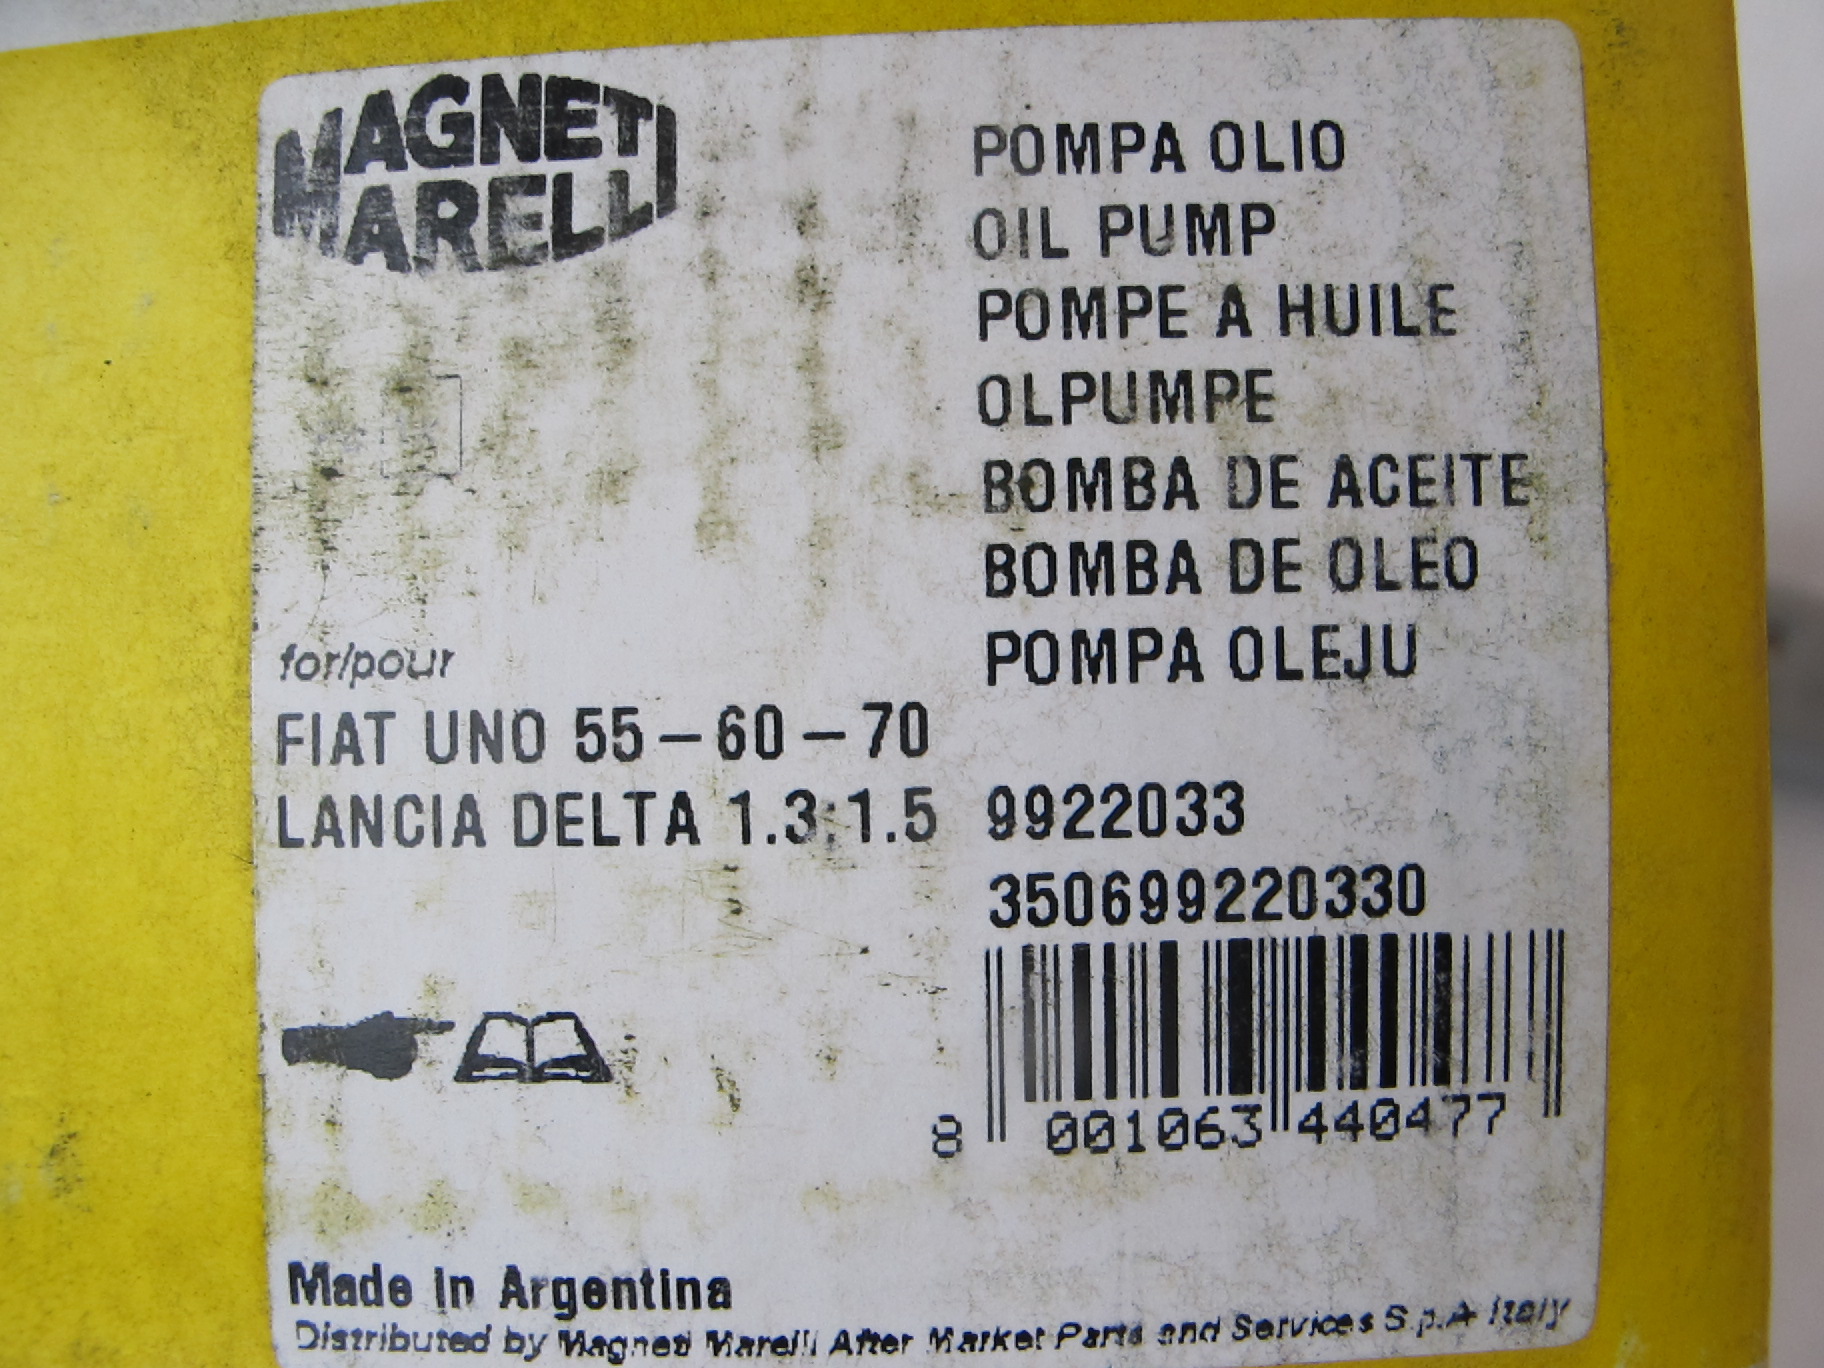 MAGNETI
MARELLI
POMPA OLIO
OIL PUMP
POMPE A HUILE
OLPUMPE
BOMBA DE ACEITE
BOMBA DE OLEO
POMPA OLEJU
for/pour
FIAT UNO 55-60-70
LANCIA DELTA 1.3:1.5
9922033
350699220330
8 001063 440477
Made in Argentina
Distributed by Magneti Marelli After Market Parts and Services S.p.A Italy